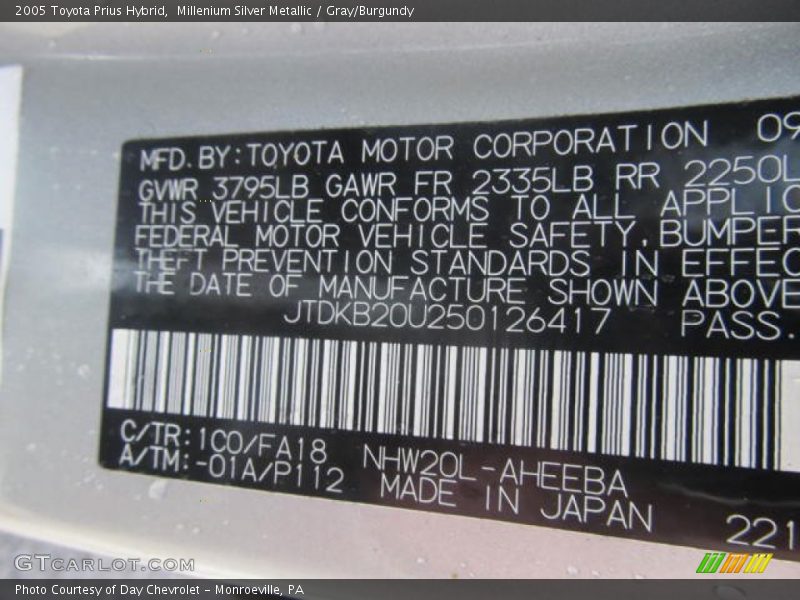 2005 Toyota Prius Hybrid, Millenium Silver Metallic / Gray/Burgundy
MFD. BY: TOYOTA MOTOR CORPORATION 09
GVWR 3795LB GAWR FR 2335LB RR 2250L
THIS VEHICLE CONFORMS TO ALL APPLIC
FEDERAL MOTOR VEHICLE SAFETY, BUMPER
THEFT PREVENTION STANDARDS IN EFFEC
THE DATE OF MANUFACTURE SHOWN ABOVE
JTDKB20U250126417 PASS.
C/TR: 1C0/FA18 NHW20L-AHEEBA
A/TM: -01A/P112 MADE IN JAPAN
221
GTCARLOT.COM
Photo Courtesy of Day Chevrolet - Monroeville, PA